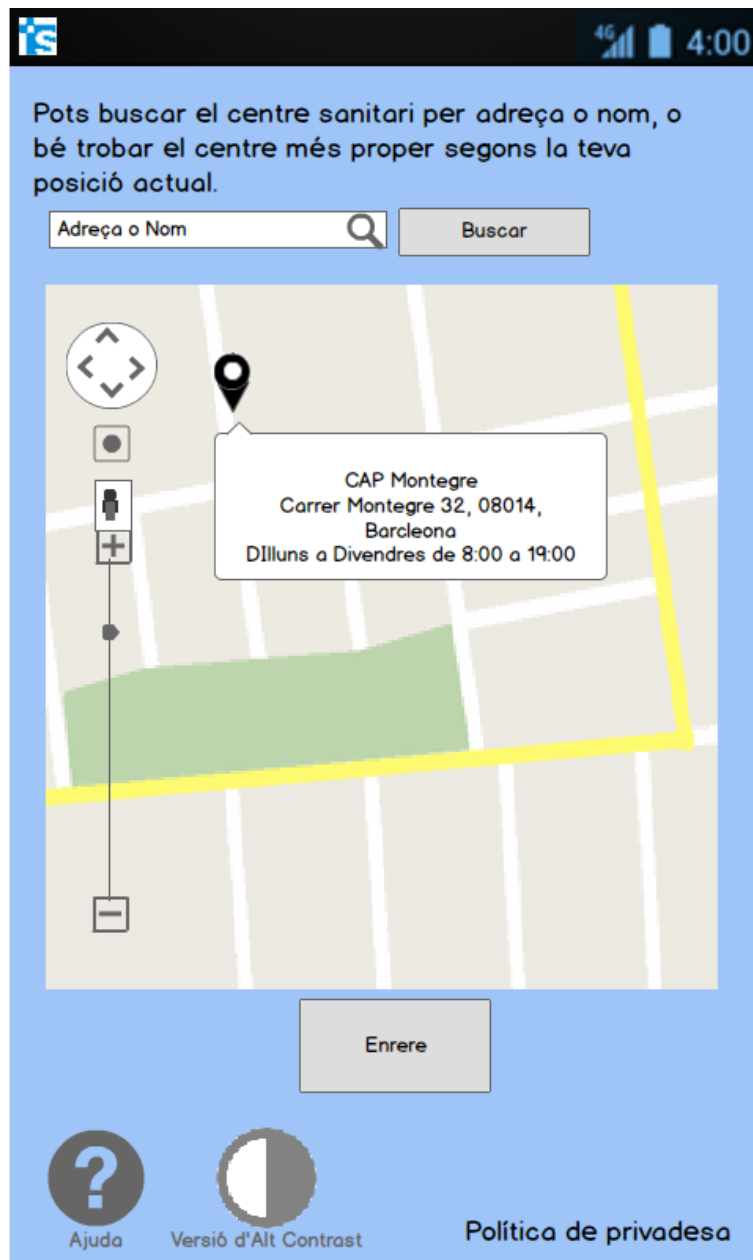 is
4G 4:00
Pots buscar el centre sanitari per adreça o nom, o
bé trobar el centre més proper segons la teva
posició actual.
Adreça o Nom
Buscar
CAP Montegre
Carrer Montegre 32, 08014,
Barcleona
DIlluns a Divendres de 8:00 a 19:00
Enrere
?
Ajuda
Versió d'Alt Contrast
Política de privadesa